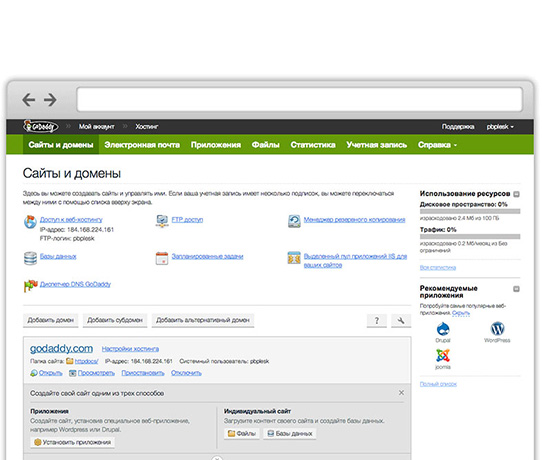 GoDaddy » Мой аккаунт » Хостинг Поддержка pbplesk
Сайты и домены Электронная почта Приложения Файлы Статистика Учетная запись Справка
Сайты и домены
Здесь вы можете создавать сайты и управлять ими. Если ваша учетная запись имеет несколько подписок, вы можете переключаться
между ними с помощью списка вверху экрана.
Доступ к веб-хостингу
IP-адрес: 184.168.224.161
FTP-логин: pbplesk
FTP доступ
Менеджер резервного копирования
Базы данных
Запланированные задачи
Выделенный пул приложений IIS для
ваших сайтов
Диспетчер DNS GoDaddy
Использование ресурсов
Дисковое пространство: 0%
израсходовано 2.4 Мб из 100 ГБ
Трафик: 0%
израсходовано 0.2 Мб/месяц из Без
ограничений
Вся статистика
Рекомендуемые
приложения
Попробуйте самые популярные веб-
приложения. Скрыть
Drupal WordPress
joomla
Полный список
Добавить домен Добавить субдомен Добавить альтернативный домен ?
godaddy.com Настройки хостинга
Папка сайта: httpdocs/ IP-адрес: 184.168.224.161 Системный пользователь: pbplesk
Открыть Просмотреть Приостановить Отключить
Создайте свой сайт одним из трех способов
Приложения
Создайте сайт, установив специальное веб-приложение,
например Wordpress или Drupal.
Установить приложения
Индивидуальный сайт
Загрузите контент своего сайта и создайте базы данных.
Файлы Базы данных